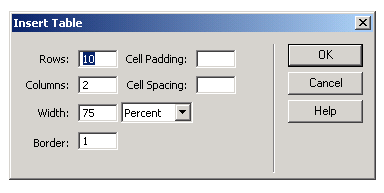 Insert Table
Rows: 10 Cell Padding: OK
Columns: 2 Cell Spacing: Cancel
Width: 75 Percent Help
Border: 1